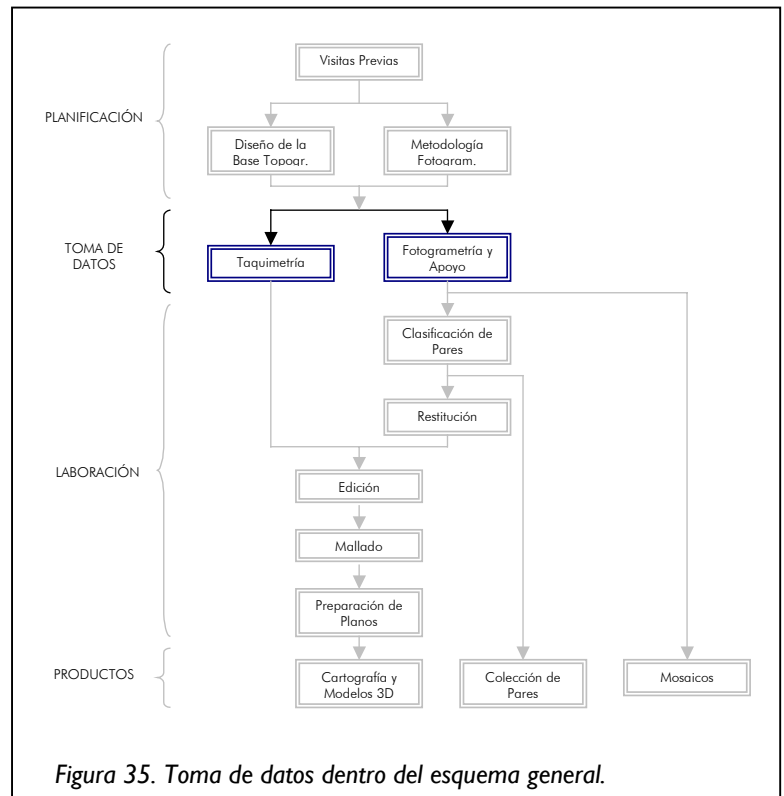 Visitas Previas
PLANIFICACIÓN
Diseño de la
Base Topogr.
Metodología
Fotogram.
TOMA DE
DATOS
Taquimetría
Fotogrametría y
Apoyo
Clasificación de
Pares
Restitución
LABORACIÓN
Edición
Mallado
Preparación de
Planos
PRODUCTOS
Cartografía y
Modelos 3D
Colección de
Pares
Mosaicos
Figura 35. Toma de datos dentro del esquema general.